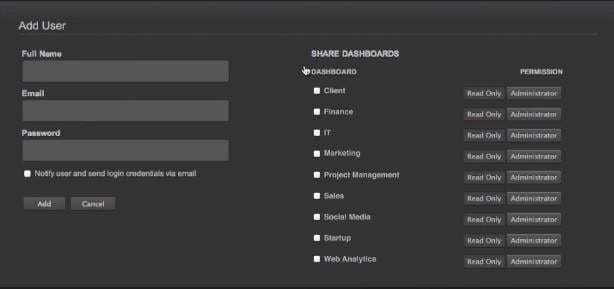 Add User
Full Name
Email
Password
Notify user and send login credentials via email
Add Cancel
SHARE DASHBOARDS
DASHBOARD PERMISSION
Client Read Only Administrator
Finance Read Only Administrator
IT Read Only Administrator
Marketing Read Only Administrator
Project Management Read Only Administrator
Sales Read Only Administrator
Social Media Read Only Administrator
Startup Read Only Administrator
Web Analytics Read Only Administrator